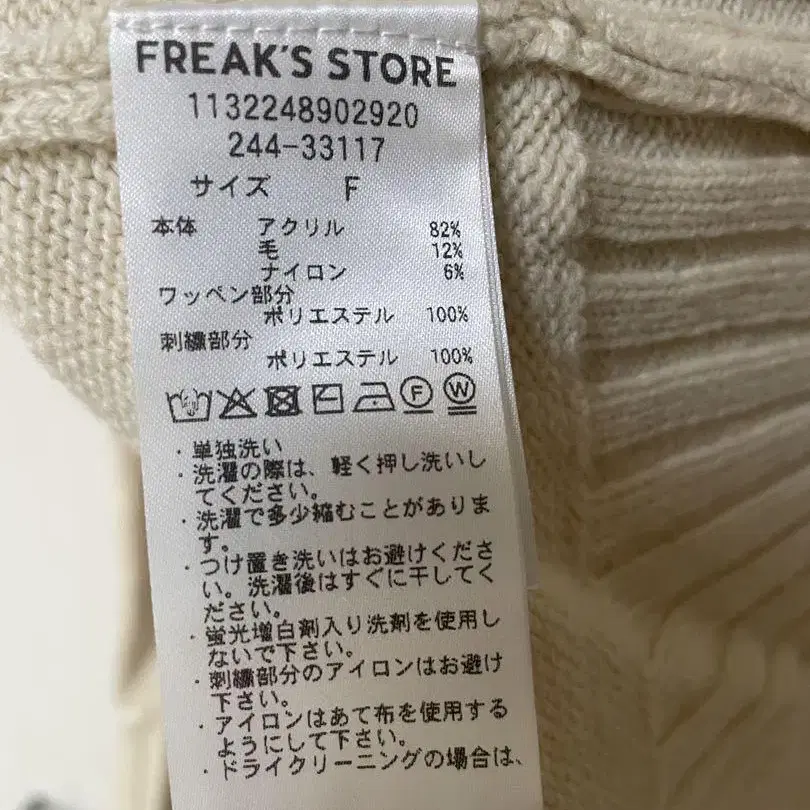 FREAK'S STORE
1132248902920
244-33117
サイズ F
本体 アクリル 82%
毛 12%
ナイロン 6%
ワッペン部分
ポリエステル 100%
刺繍部分
ポリエステル 100%
F W
・単独洗い
・洗濯の際は、軽く押し洗いし
てください。
・洗濯で多少縮むことがありま
す。
・つけ置き洗いはお避けくださ
い。洗濯後はすぐに干してく
ださい。
・蛍光増白剤入り洗剤を使用し
ないで下さい。
・刺繍部分のアイロンはお避け
下さい。
・アイロンはあて布を使用する
ようにして下さい。
・ドライクリーニングの場合は、